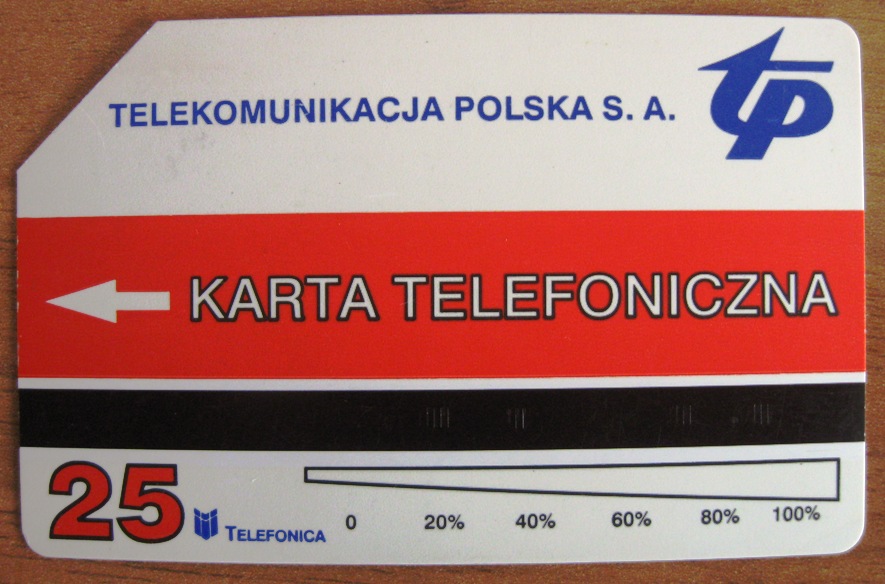 TELEKOMUNIKACJA POLSKA S. A.
tp
KARTA TELEFONICZNA
25 TELEFONICA
0 20% 40% 60% 80% 100%